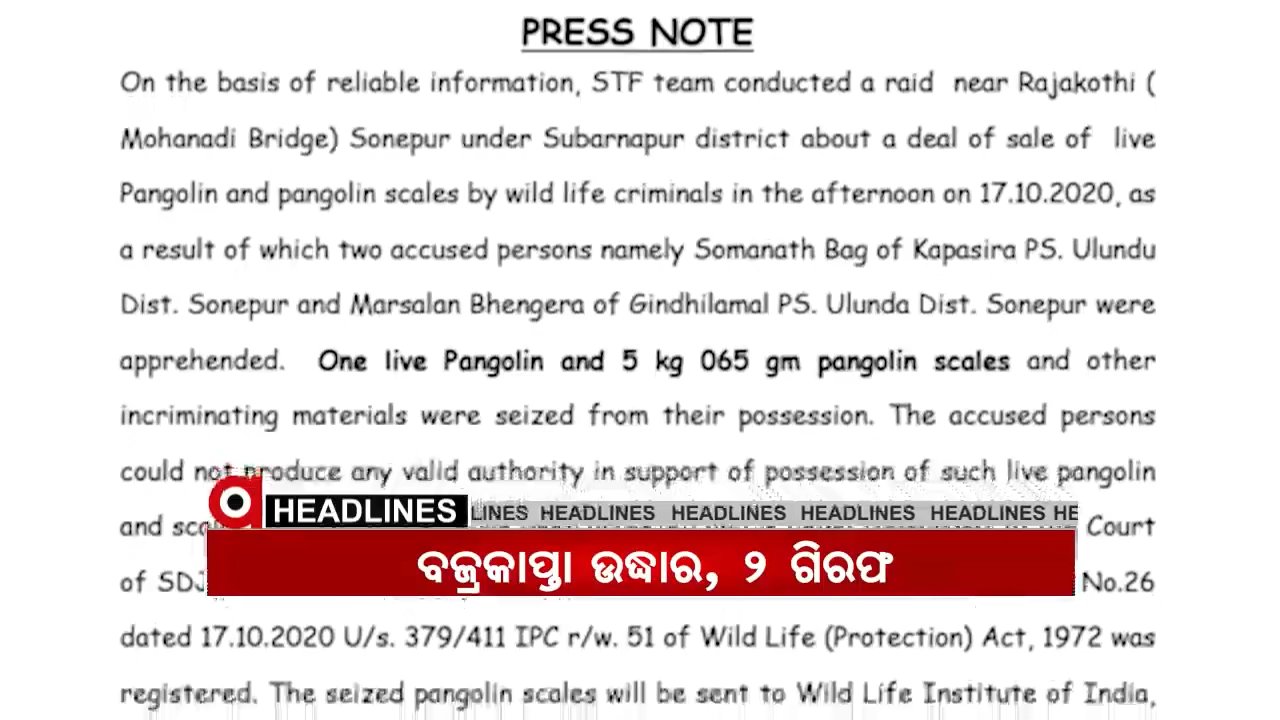 PRESS NOTE
On the basis of reliable information, STF team conducted a raid near Rajakothi (
Mohanadi Bridge) Sonepur under Subarnapur district about a deal of sale of live
Pangolin and pangolin scales by wild life criminals in the afternoon on 17.10.2020, as
a result of which two accused persons namely Somanath Bag of Kapasira PS. Ulundu
Dist. Sonepur and Marsalan Bhengera of Gindhilamal PS. Ulunda Dist. Sonepur were
apprehended. One live Pangolin and 5 kg 065 gm pangolin scales and other
incriminating materials were seized from their possession. The accused persons
could not produce any valid authority in support of possession of such live pangolin
and Court
of No.26
HEADLINES LINES HEADLINES HEADLINES HEADLINES HEADLINES HE
ବଜ୍ରକାପ୍ତା ଉଦ୍ଧାର, ୨ ଗିରଫ
dated 17.10.2020 U/s. 379/411 IPC r/w. 51 of Wild Life (Protection) Act, 1972 was
registered. The seized pangolin scales will be sent to Wild Life Institute of India,